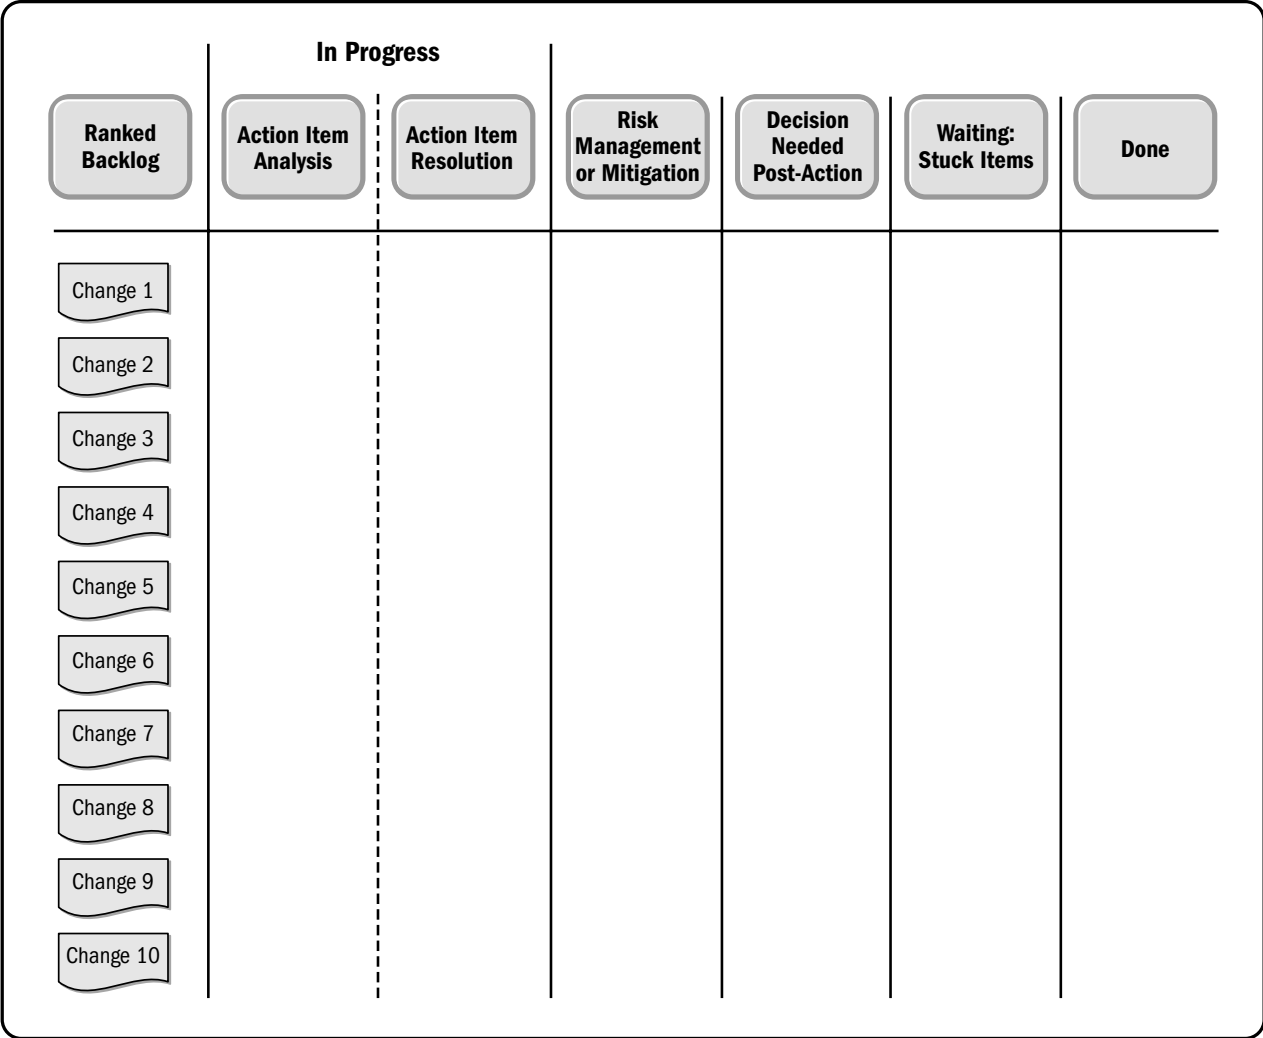 In Progress
Ranked
Backlog
Action Item
Analysis
Action Item
Resolution
Risk
Management
or Mitigation
Decision
Needed
Post-Action
Waiting:
Stuck Items
Done
Change 1
Change 2
Change 3
Change 4
Change 5
Change 6
Change 7
Change 8
Change 9
Change 10